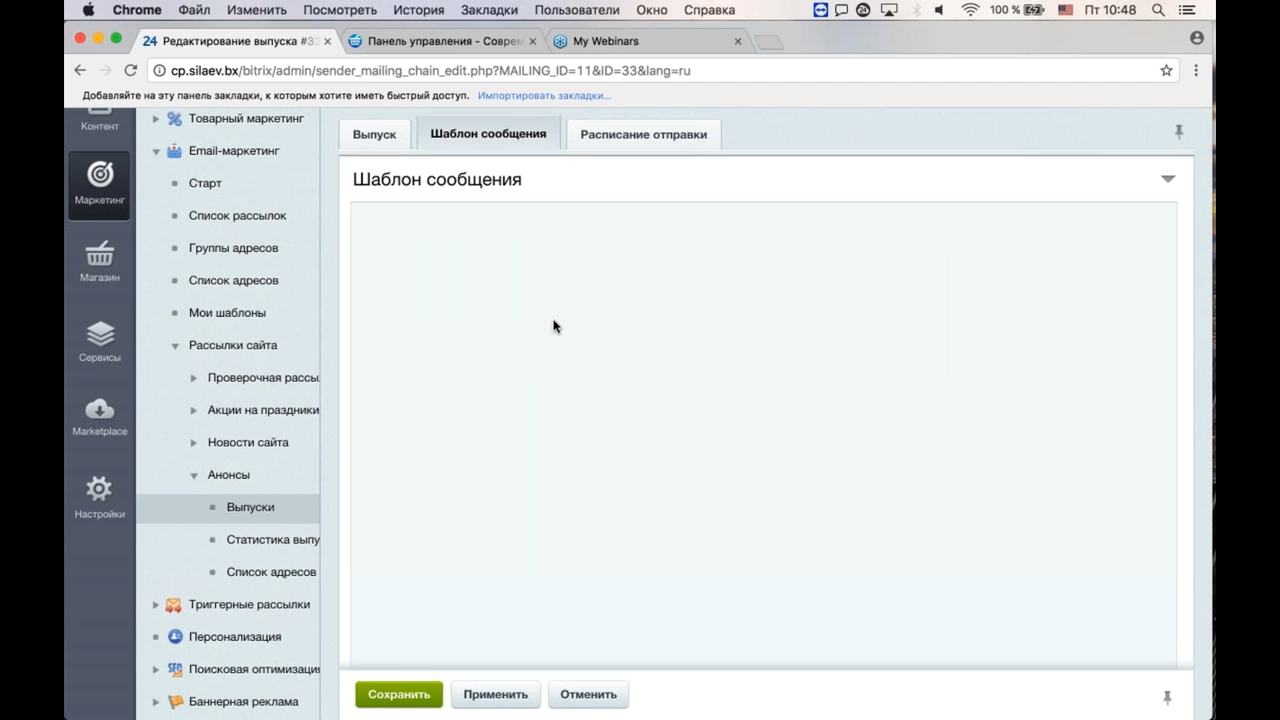 Chrome Файл Изменить Посмотреть История Закладки Пользователи Окно Справка 100 % Пт 10:48
24 Редактирование выпуска #33 Панель управления - Соврем My Webinars
cp.silaev.bx/bitrix/admin/sender_mailing_chain_edit.php?MAILING_ID=11&ID=33&lang=ru
Добавляйте на эту панель закладки, к которым хотите иметь быстрый доступ. Импортировать закладки...
Контент
Маркетинг
Магазин
Сервисы
Marketplace
Настройки
Товарный маркетинг
Email-маркетинг
Старт
Список рассылок
Группы адресов
Список адресов
Мои шаблоны
Рассылки сайта
Проверочная рассы
Акции на праздники
Новости сайта
Анонсы
Выпуски
Статистика выпу
Список адресов
Триггерные рассылки
Персонализация
SEO Поисковая оптимизация
Баннерная реклама
Выпуск Шаблон сообщения Расписание отправки
Шаблон сообщения
Сохранить Применить Отменить